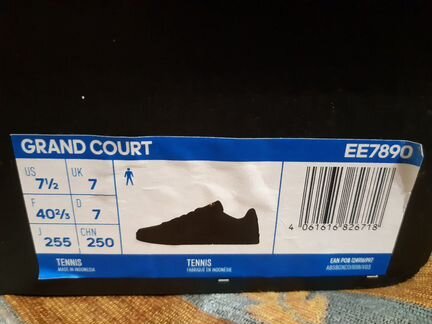 GRAND COURT EE7890
US 7½ UK 7
F 40⅔ D 7
J 255 CHN 250
4 061616 826718
TENNIS TENNIS
MADE IN INDONESIA FABRIQUÉ EN INDONÉSIE
EAN